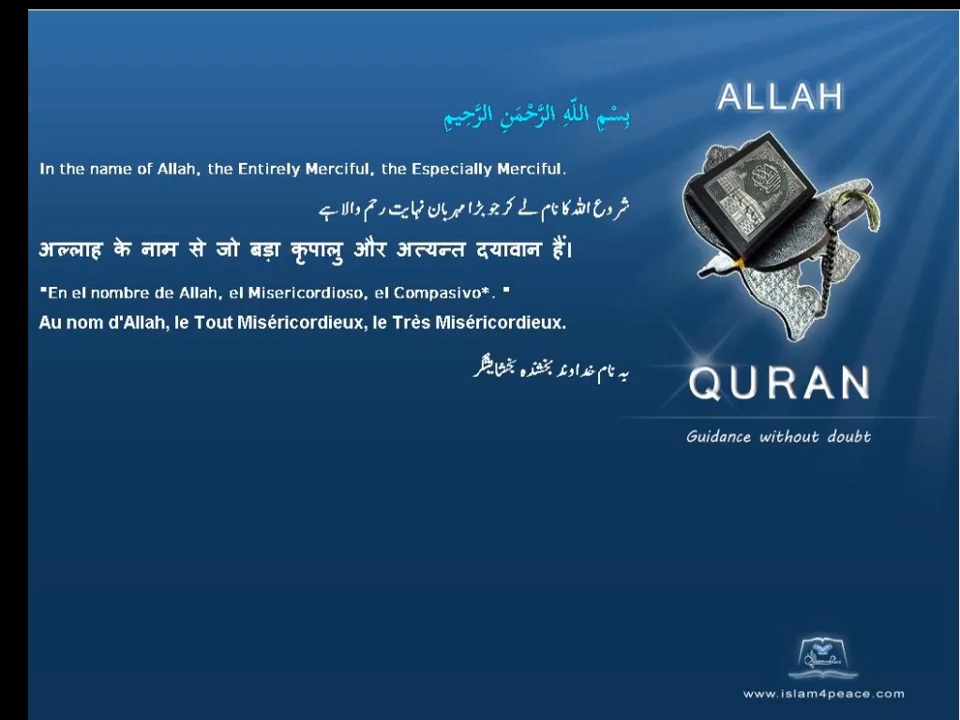 بِسْمِ اللَّهِ الرَّحْمَنِ الرَّحِيمِ
In the name of Allah, the Entirely Merciful, the Especially Merciful.
شروع الله کا نام لے کر جو بڑا مہربان نہایت رحم والا ہے
अल्लाह के नाम से जो बड़ा कृपालु और अत्यन्त दयावान हैं।
"En el nombre de Allah, el Misericordioso, el Compasivo*. "
Au nom d'Allah, le Tout Miséricordieux, le Très Miséricordieux.
به نام خداوند بخشنده بخشایشگر
ALLAH
QURAN
Guidance without doubt
www.islam4peace.com